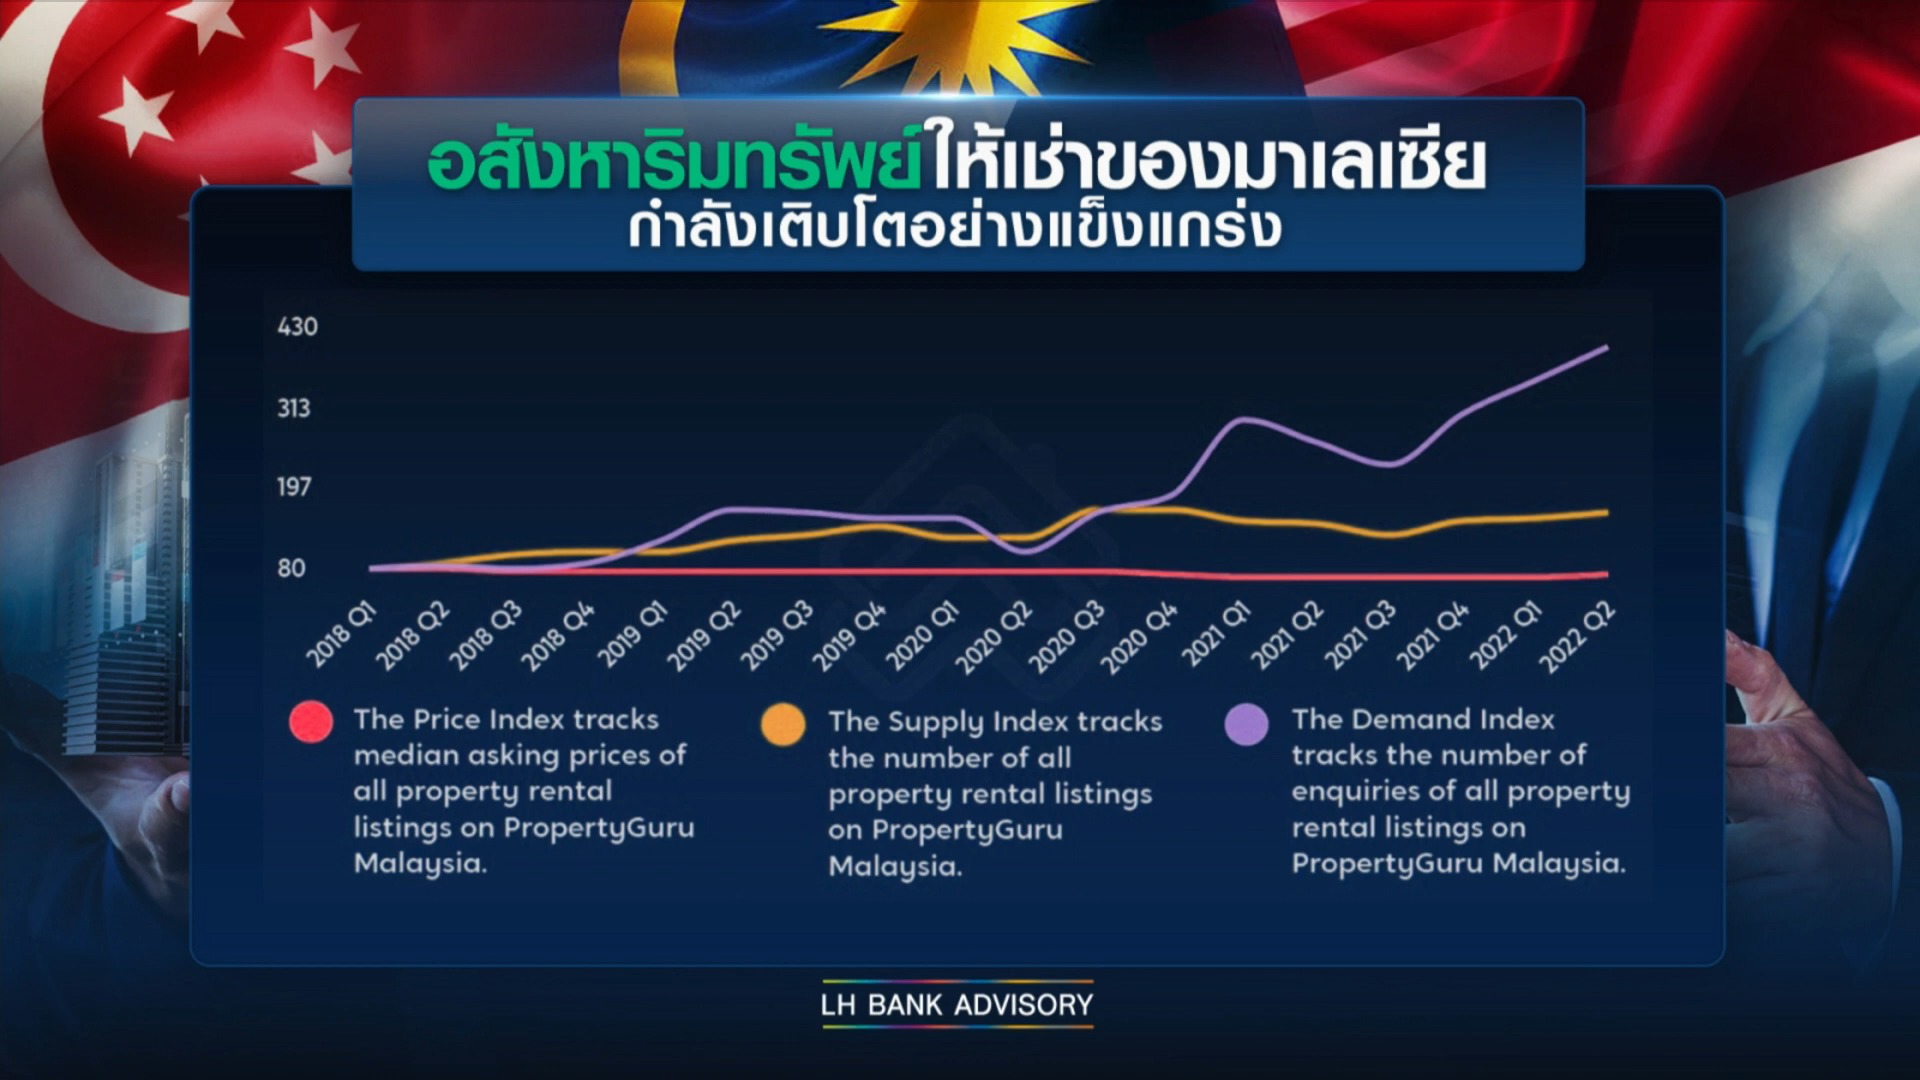 อสังหาริมทรัพย์ให้เช่าของมาเลเซีย
กำลังเติบโตอย่างแข็งแกร่ง
430
313
197
80
2018 Q1
2018 Q2
2018 Q3
2018 Q4
2019 Q1
2019 Q2
2019 Q3
2019 Q4
2020 Q1
2020 Q2
2020 Q3
2020 Q4
2021 Q1
2021 Q2
2021 Q3
2021 Q4
2022 Q1
2022 Q2
The Price Index tracks
median asking prices of
all property rental
listings on PropertyGuru
Malaysia.
The Supply Index tracks
the number of all
property rental listings
on PropertyGuru
Malaysia.
The Demand Index
tracks the number of
enquiries of all property
rental listings on
PropertyGuru Malaysia.
LH BANK ADVISORY